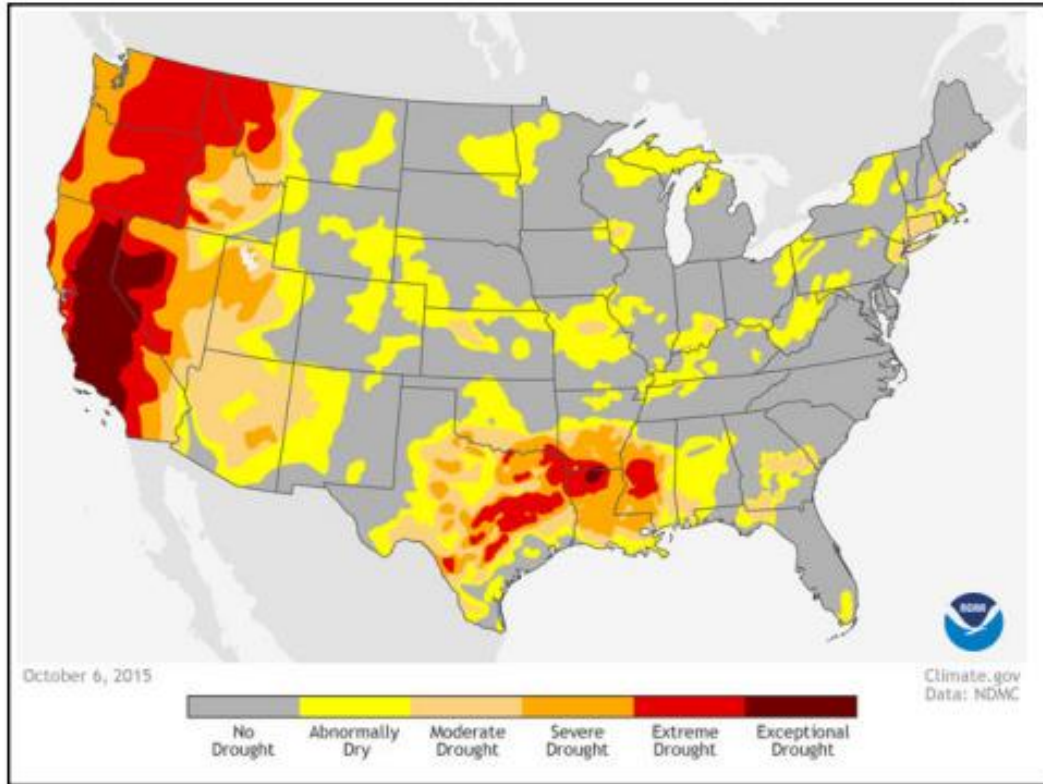 NOAA
October 6, 2015
Climate.gov
Data: NDMC
No Drought
Abnormally Dry
Moderate Drought
Severe Drought
Extreme Drought
Exceptional Drought